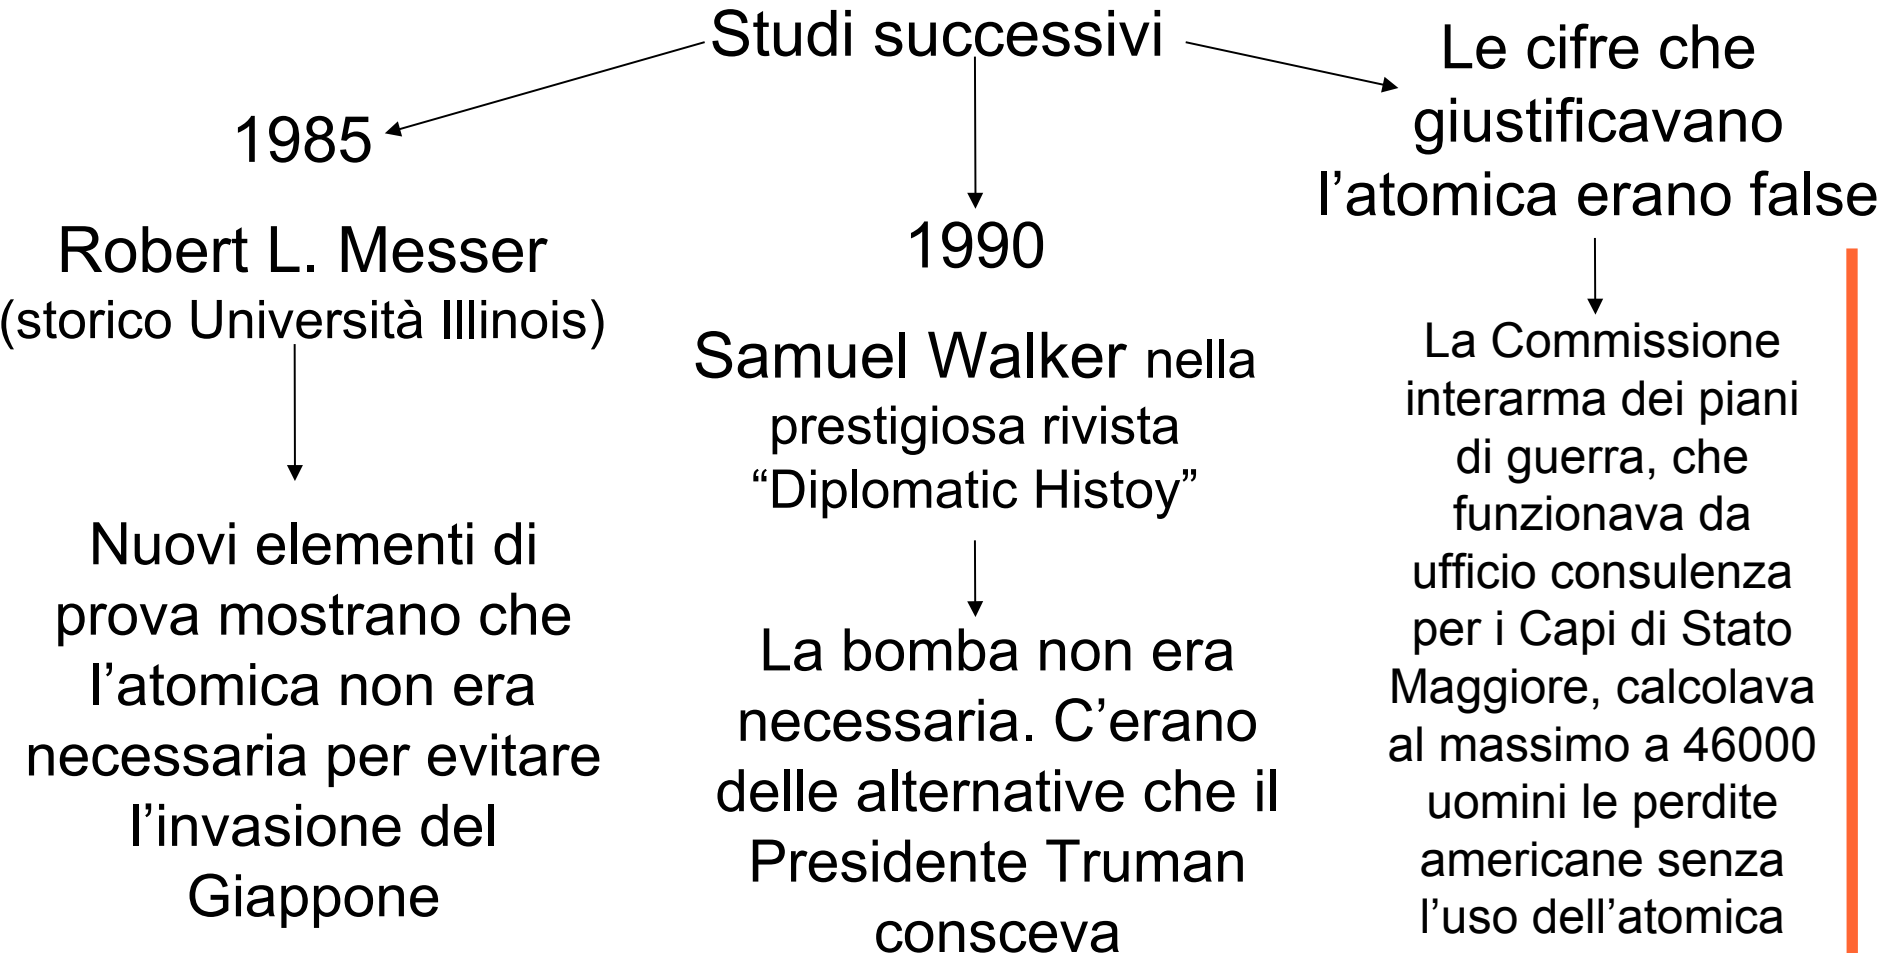 Studi successivi
1985
Robert L. Messer
(storico Università Illinois)
Nuovi elementi di
prova mostrano che
l’atomica non era
necessaria per evitare
l’invasione del
Giappone
1990
Samuel Walker nella
prestigiosa rivista
“Diplomatic Histoy”
La bomba non era
necessaria. C’erano
delle alternative che il
Presidente Truman
consceva
Le cifre che
giustificavano
l’atomica erano false
La Commissione
interarma dei piani
di guerra, che
funzionava da
ufficio consulenza
per i Capi di Stato
Maggiore, calcolava
al massimo a 46000
uomini le perdite
americane senza
l’uso dell’atomica